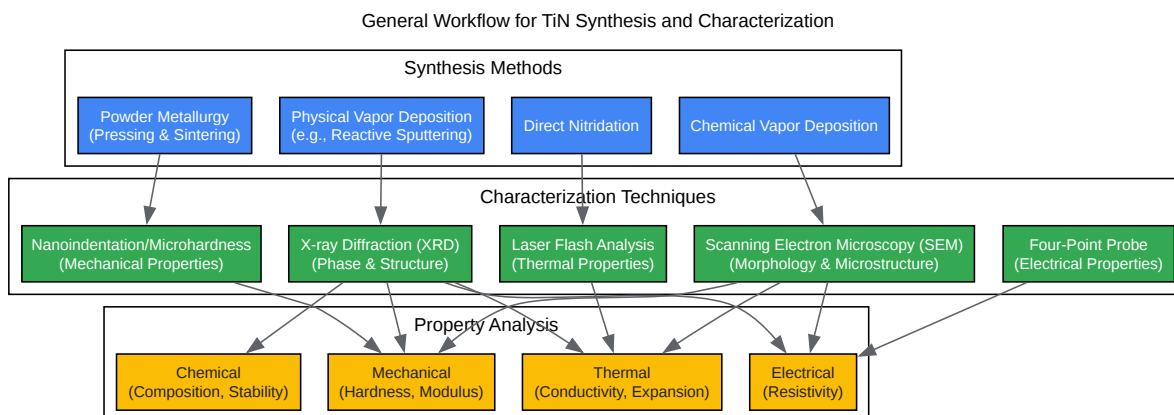 General Workflow for TiN Synthesis and Characterization
Synthesis Methods
Powder Metallurgy
(Pressing & Sintering)
Physical Vapor Deposition
(e.g., Reactive Sputtering)
Direct Nitridation
Chemical Vapor Deposition
Characterization Techniques
Nanoindentation/Microhardness
(Mechanical Properties)
X-ray Diffraction (XRD)
(Phase & Structure)
Laser Flash Analysis
(Thermal Properties)
Scanning Electron Microscopy (SEM)
(Morphology & Microstructure)
Four-Point Probe
(Electrical Properties)
Property Analysis
Chemical
(Composition, Stability)
Mechanical
(Hardness, Modulus)
Thermal
(Conductivity, Expansion)
Electrical
(Resistivity)